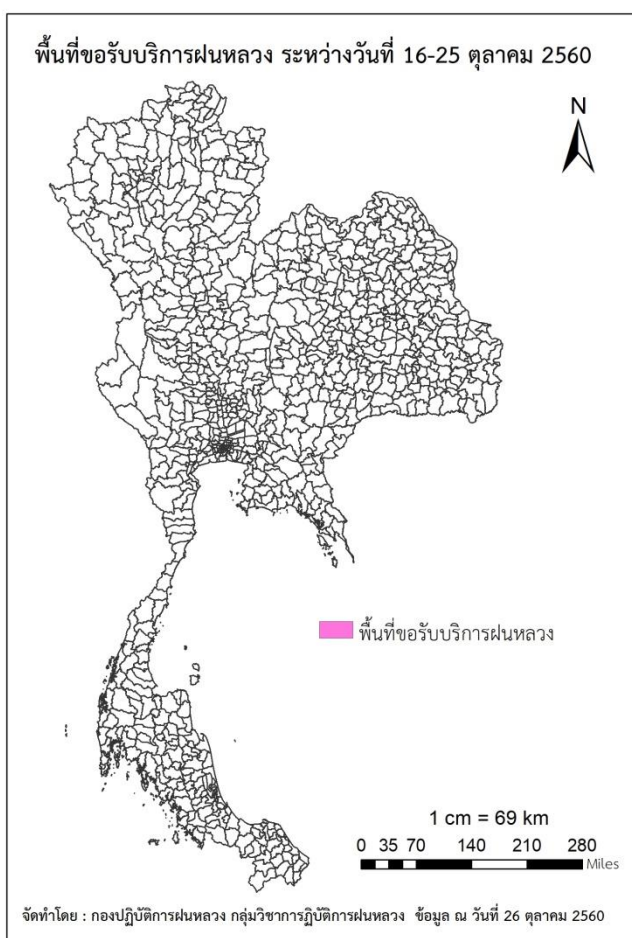 พื้นที่ขอรับบริการฝนหลวง ระหว่างวันที่ 16-25 ตุลาคม 2560
N
พื้นที่ขอรับบริการฝนหลวง
1 cm = 69 km
0 35 70 140 210 280
Miles
จัดทำโดย : กองปฏิบัติการฝนหลวง กลุ่มวิชาการฏิบัติการฝนหลวง ข้อมูล ณ วันที่ 26 ตุลาคม 2560